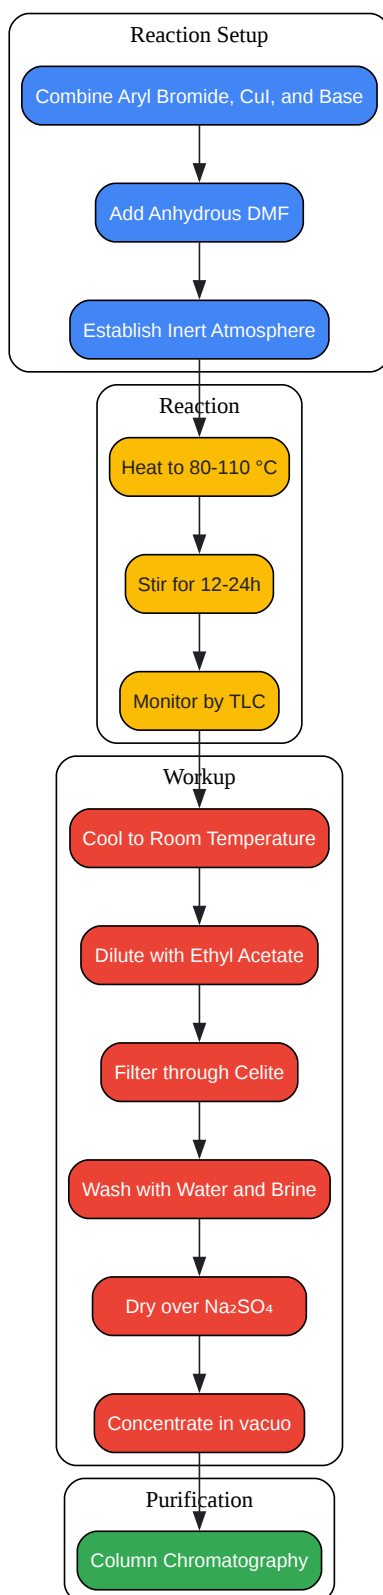 Reaction Setup
Combine Aryl Bromide, CuI, and Base
Add Anhydrous DMF
Establish Inert Atmosphere
Reaction
Heat to 80-110 °C
Stir for 12-24h
Monitor by TLC
Workup
Cool to Room Temperature
Dilute with Ethyl Acetate
Filter through Celite
Wash with Water and Brine
Dry over Na₂SO₄
Concentrate in vacuo
Purification
Column Chromatography